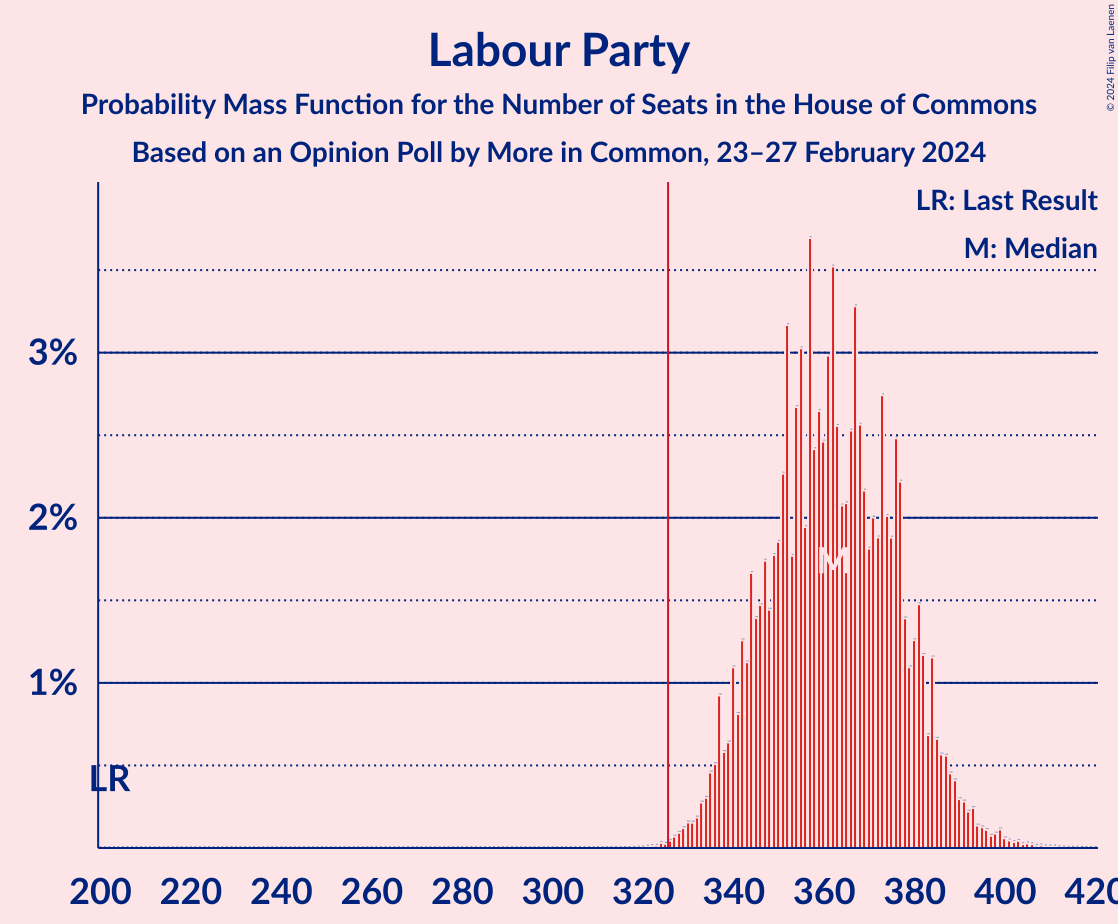 Labour Party
Probability Mass Function for the Number of Seats in the House of Commons
Based on an Opinion Poll by More in Common, 23–27 February 2024
© 2024 Filip van Laenen
LR: Last Result
M: Median
3%
2%
1%
M
LR
200 220 240 260 280 300 320 340 360 380 400 420